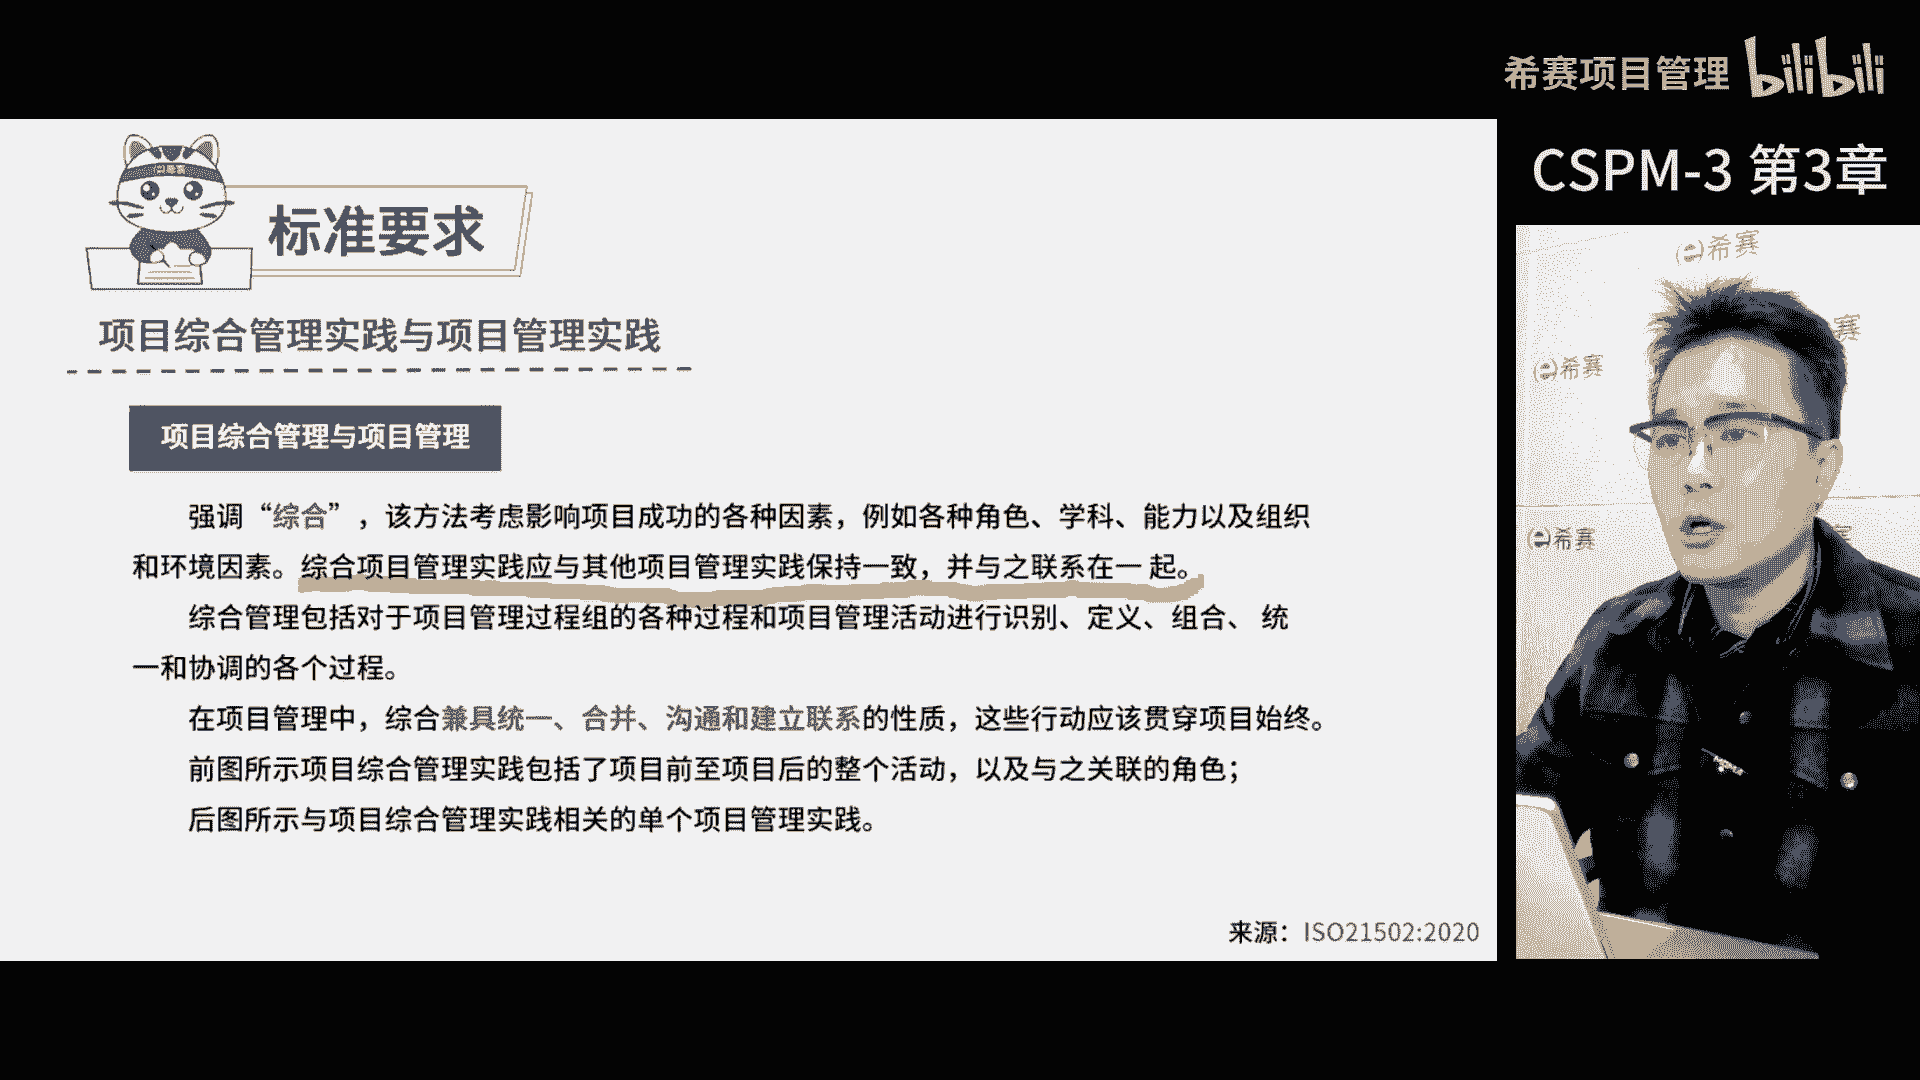 希赛项目管理 bilibili
CSPM-3 第3章
标准要求
项目综合管理实践与项目管理实践
项目综合管理与项目管理
强调“综合”，该方法考虑影响项目成功的各种因素，例如各种角色、学科、能力以及组织
和环境因素。综合项目管理实践应与其他项目管理实践保持一致，并与之联系在一 起。
综合管理包括对于项目管理过程组的各种过程和项目管理活动进行识别、定义、组合、 统
一和协调的各个过程。
在项目管理中，综合兼具统一、合并、沟通和建立联系的性质，这些行动应该贯穿项目始终。
前图所示项目综合管理实践包括了项目前至项目后的整个活动，以及与之关联的角色；
后图所示与项目综合管理实践相关的单个项目管理实践。
来源：ISO21502:2020
希赛
希赛
赛
希赛